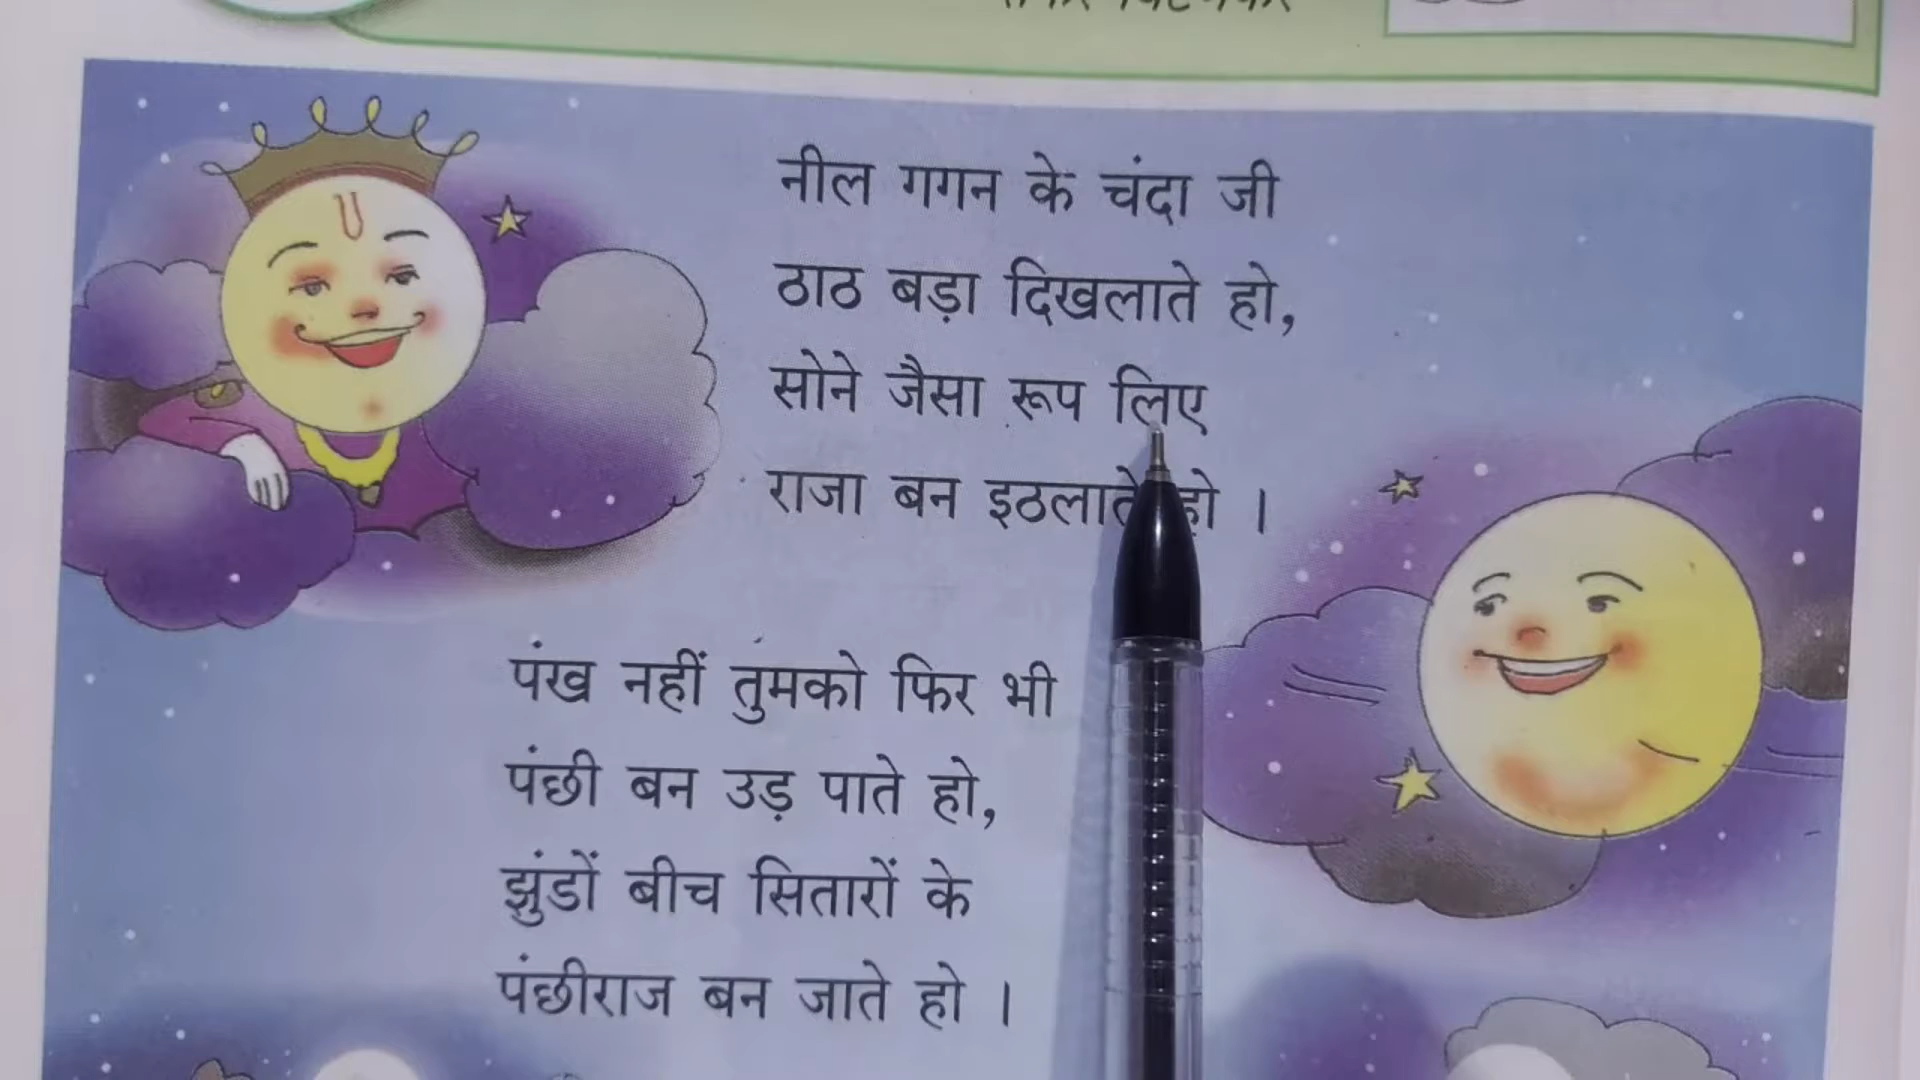 नील गगन के चंदा जी
ठाठ बड़ा दिखलाते हो,
सोने जैसा रूप लिए
राजा बन इठलाते हो ।
पंख नहीं तुमको फिर भी
पंछी बन उड़ पाते हो,
झुंडों बीच सितारों के
पंछीराज बन जाते हो ।